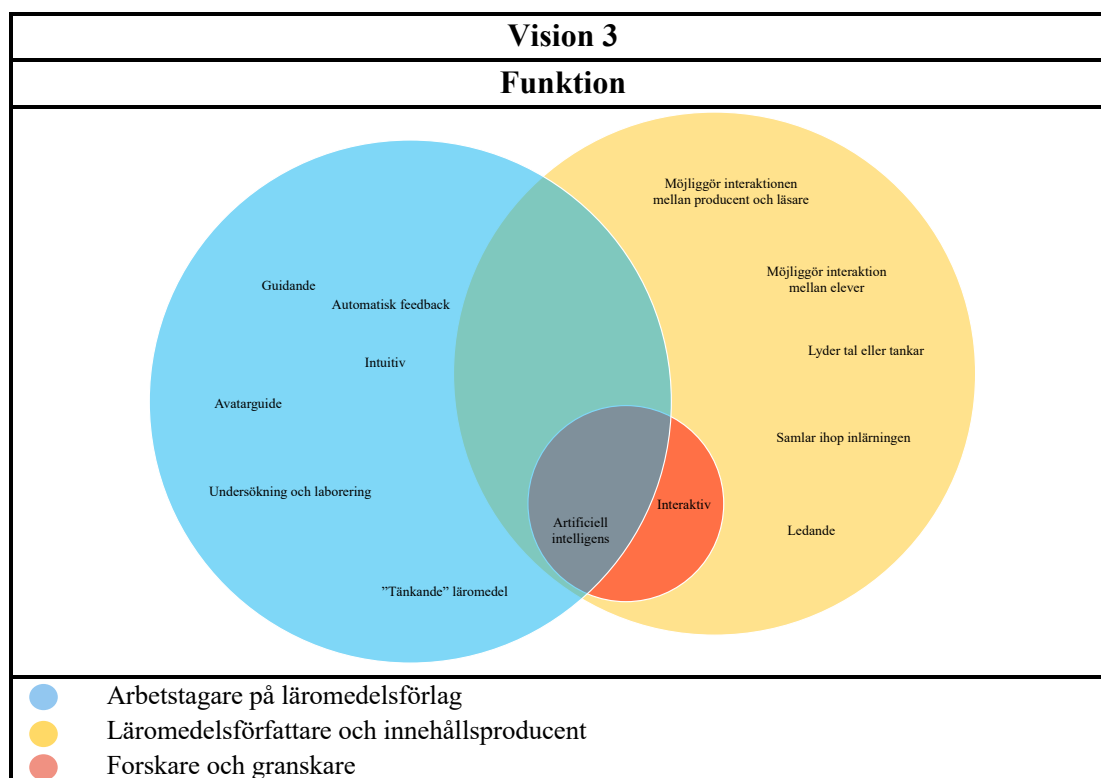 Vision 3
Funktion
Möjliggör interaktionen
mellan producent och läsare
Möjliggör interaktion
mellan elever
Guidande
Automatisk feedback
Lyder tal eller tankar
Intuitiv
Avatarguide
Samlar ihop inlärningen
Undersökning och laborering
Interaktiv
Artificiell
intelligens
Ledande
”Tänkande” läromedel
Arbetstagare på läromedelsförlag
Läromedelsförfattare och innehållsproducent
Forskare och granskare